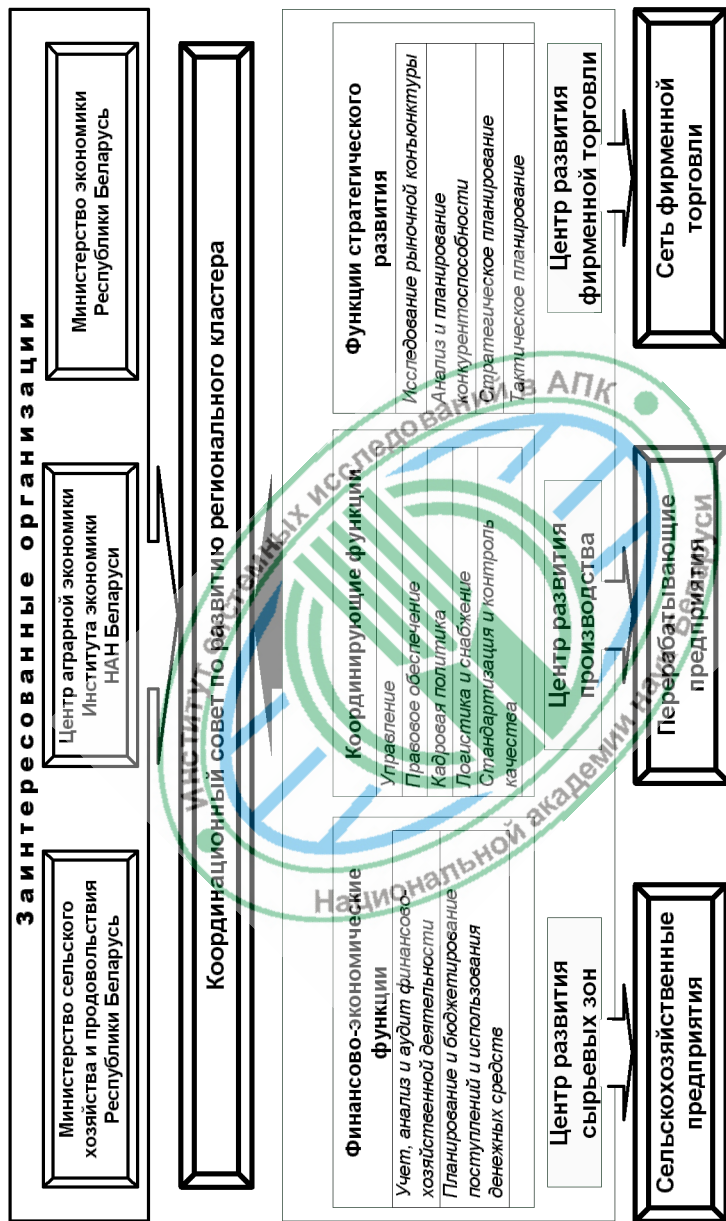 Заинтересованные организации
Министерство сельского
хозяйства и продовольствия
Республики Беларусь
Центр аграрной экономики
Института экономики
НАН Беларуси
Министерство экономики
Республики Беларусь
Координационный совет по развитию регионального кластера
Финансово-экономические
функции
Учет, анализ и аудит финансово-
хозяйственной деятельности
Планирование и бюджетирование
поступлений и использования
денежных средств
Координирующие функции
Управление
Правовое обеспечение
Кадровая политика
Логистика и снабжение
Стандартизация и контроль
качества
Функции стратегического
развития
Исследование рыночной конъюнктуры
Анализ и планирование
конкурентоспособности
Стратегическое планирование
Тактическое планирование
Центр развития
сырьевых зон
Центр развития
производства
Центр развития
фирменной торговли
Сельскохозяйственные
предприятия
Перерабатывающие
предприятия
Сеть фирменной
торговли
Институт системных исследований в АПК
Национальной академии наук Беларуси